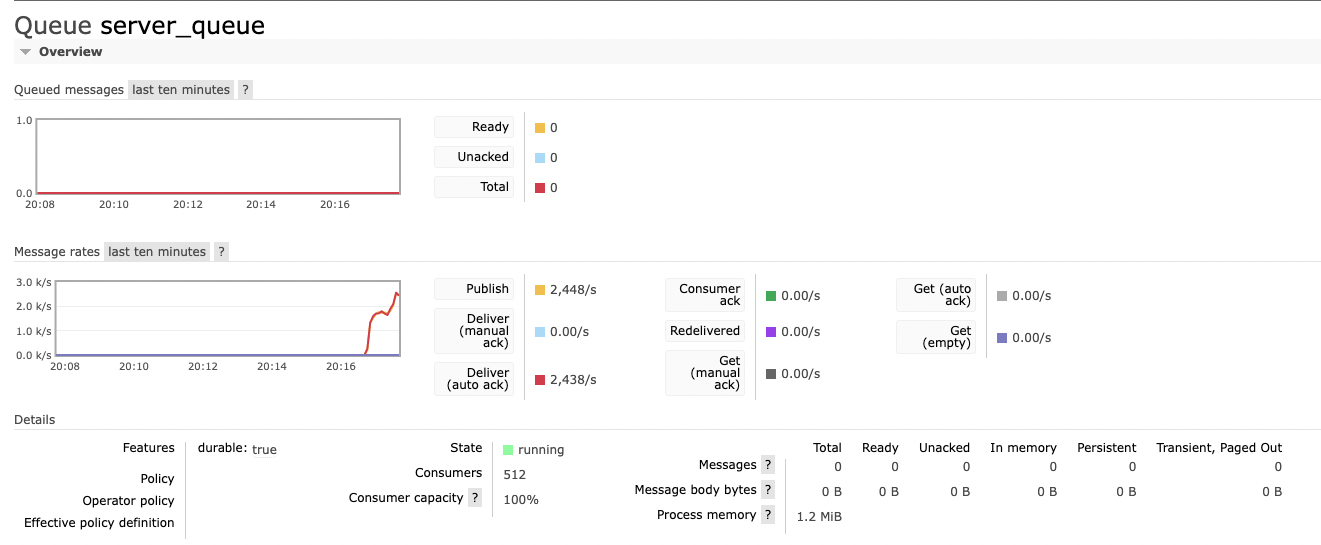 Queue server_queue
Overview
Queued messages last ten minutes ?
1.0
0.0
20:08 20:10 20:12 20:14 20:16
Ready 0
Unacked 0
Total 0
Message rates last ten minutes ?
3.0 k/s
2.0 k/s
1.0 k/s
0.0 k/s
20:08 20:10 20:12 20:14 20:16
Publish 2,448/s
Deliver
(manual
ack)
0.00/s
Deliver
(auto ack)
2,438/s
Consumer
ack
0.00/s
Redelivered 0.00/s
Get
(manual
ack)
0.00/s
Get (auto
ack)
0.00/s
Get
(empty)
0.00/s
Details
Features durable: true
Policy
Operator policy
Effective policy definition
State running
Consumers 512
Consumer capacity ? 100%
Total Ready Unacked In memory Persistent Transient, Paged Out
Messages ? 0 0 0 0 0 0
Message body bytes ? 0 B 0 B 0 B 0 B 0 B 0 B
Process memory ? 1.2 MiB